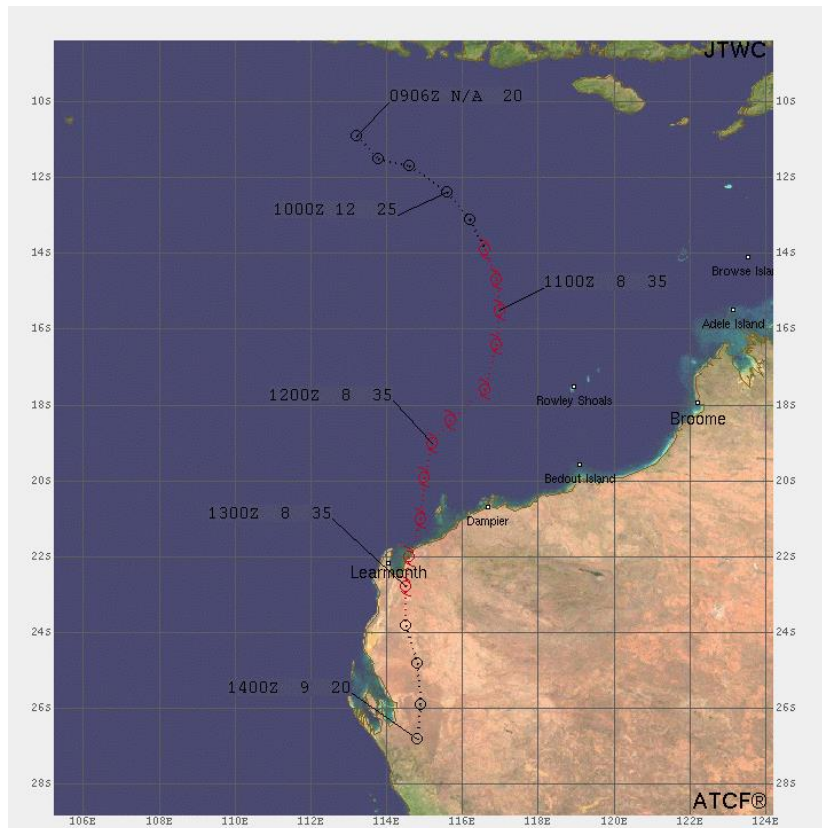 JTWC
0906Z N/A 20
10S
10S
12S
12S
1000Z 12 25
14S
14S
Browse Islan
1100Z 8 35
16S
16S
Adele Island
1200Z 8 35
Rowley Shoals
18S
18S
Broome
20S
20S
Bedout Island
1300Z 8 35
Dampier
22S
22S
Learmonth
24S
24S
1400Z 9 20
26S
26S
28S
28S
ATCF®
106E 108E 110E 112E 114E 116E 118E 120E 122E 124E